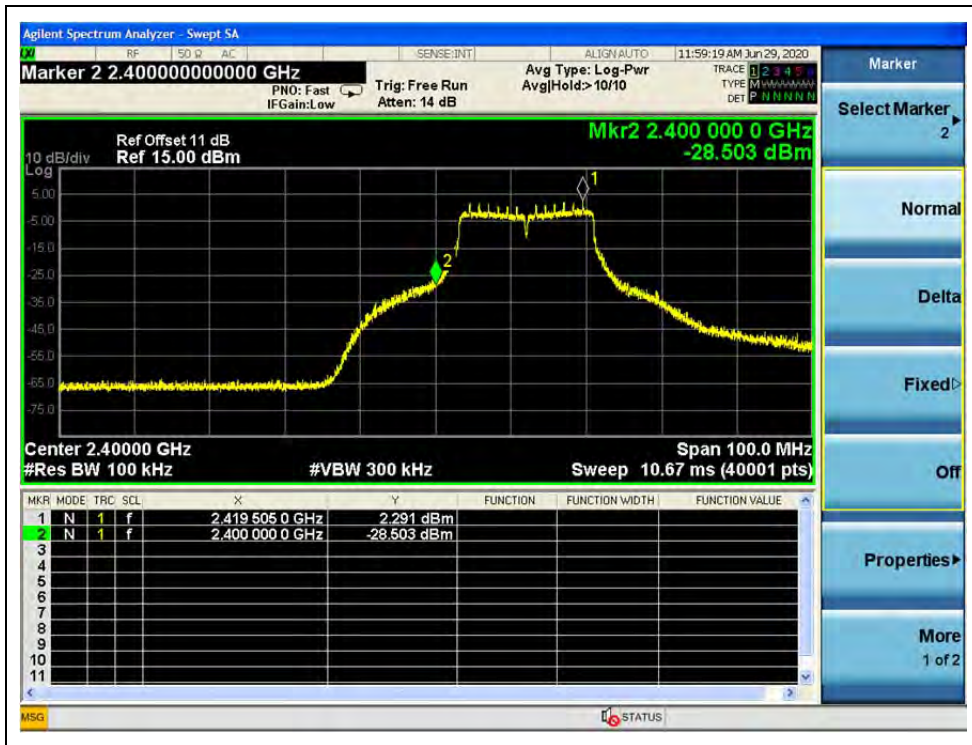 Agilent Spectrum Analyzer - Swept SA
LXI RF 50 Ω AC SENSE:INT ALIGN AUTO 11:59:19 AM Jun 29, 2020
Marker 2 2.400000000000 GHz
PNO: Fast
IFGain:Low
Trig: Free Run
Atten: 14 dB
Avg Type: Log-Pwr
Avg|Hold:>10/10
TRACE 1 2 3 4 5 6
TYPE M
DET P N N N N N
Mkr2 2.400 000 0 GHz
-28.503 dBm
Ref Offset 11 dB
10 dB/div Ref 15.00 dBm
Log
5.00
-5.00
-15.0
-25.0
-35.0
-45.0
-55.0
-65.0
-75.0
1
2
Center 2.40000 GHz Span 100.0 MHz
#Res BW 100 kHz #VBW 300 kHz Sweep 10.67 ms (40001 pts)
MKR MODE TRC SCL X Y FUNCTION FUNCTION WIDTH FUNCTION VALUE
1 N 1 f 2.419 505 0 GHz 2.291 dBm
2 N 1 f 2.400 000 0 GHz -28.503 dBm
3
4
5
6
7
8
9
10
11
MSG STATUS
Marker
Select Marker
2
Normal
Delta
Fixed
Off
Properties
More
1 of 2